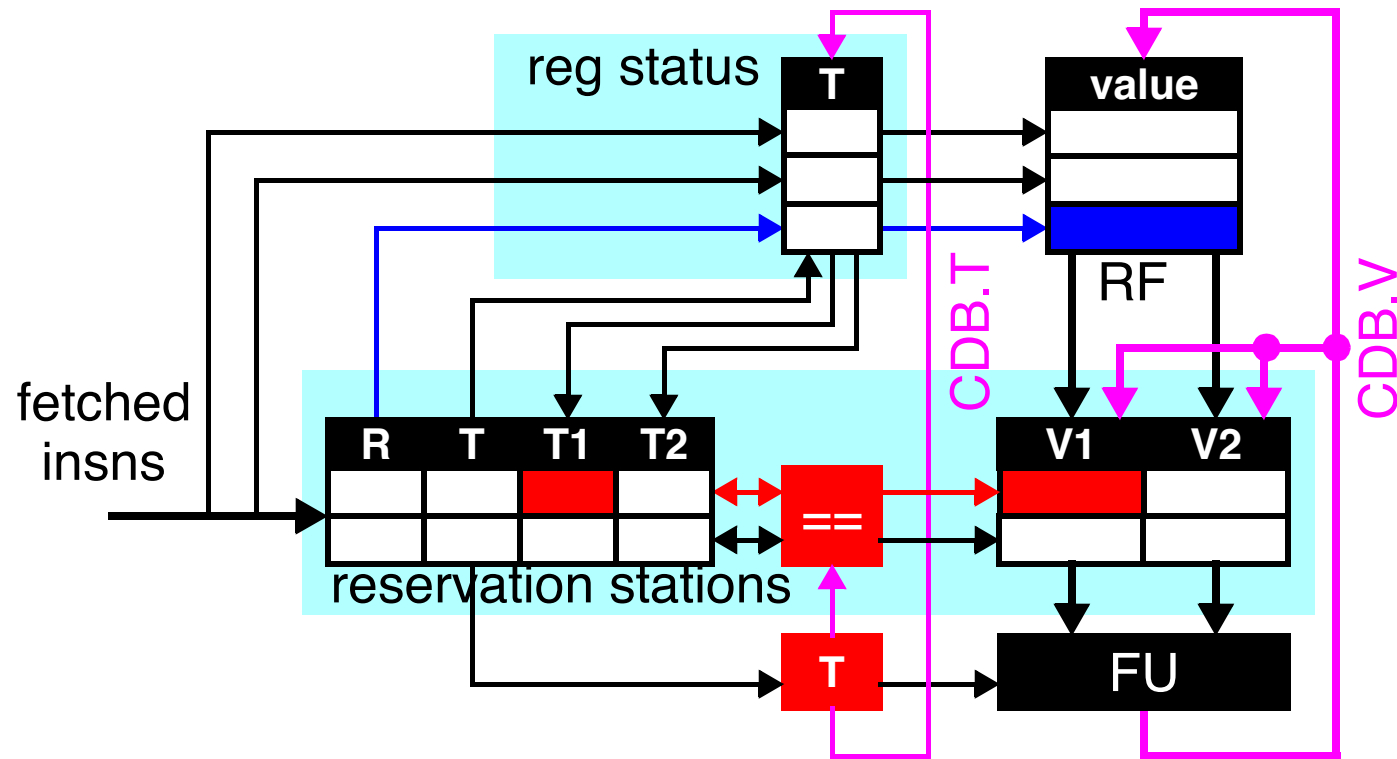 reg status
T
value
RF
CDB.T
CDB.V
fetched
insns
R T T1 T2
V1 V2
==
reservation stations
T
FU